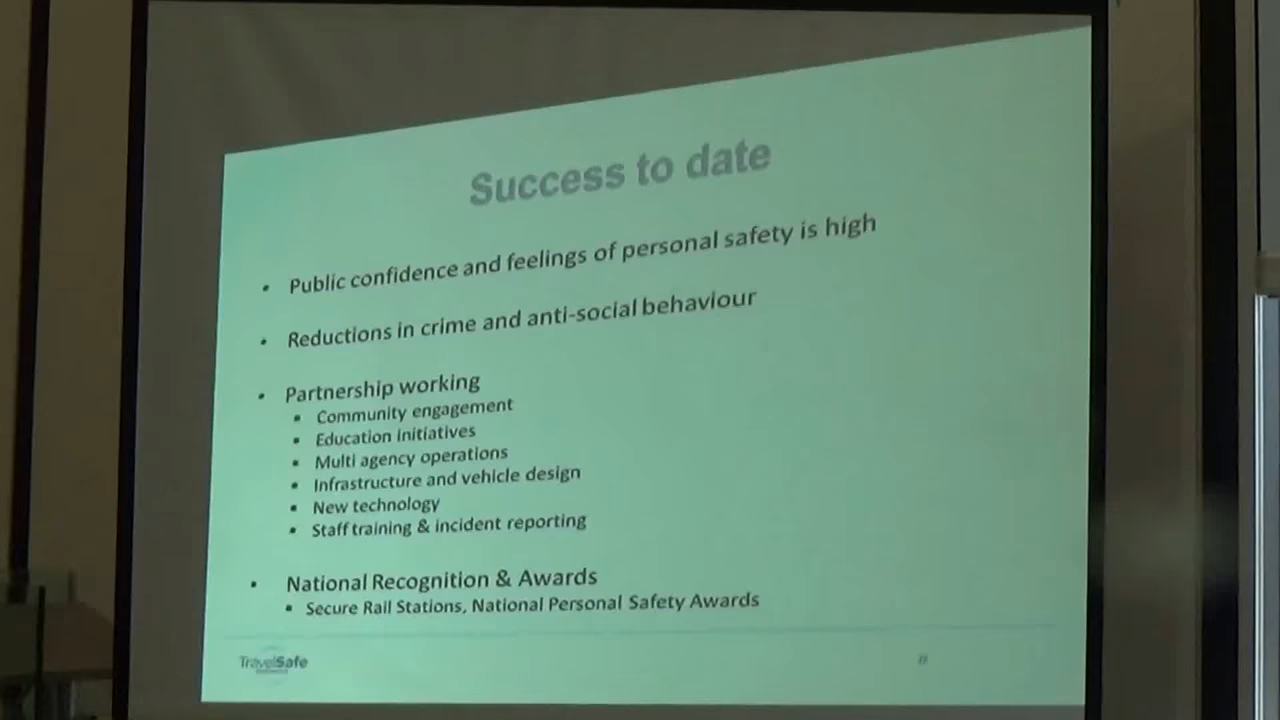 Success to date
• Public confidence and feelings of personal safety is high
• Reductions in crime and anti-social behaviour
• Partnership working
▪ Community engagement
▪ Education initiatives
▪ Multi agency operations
▪ Infrastructure and vehicle design
▪ New technology
▪ Staff training & incident reporting
• National Recognition & Awards
▪ Secure Rail Stations, National Personal Safety Awards
TravelSafe